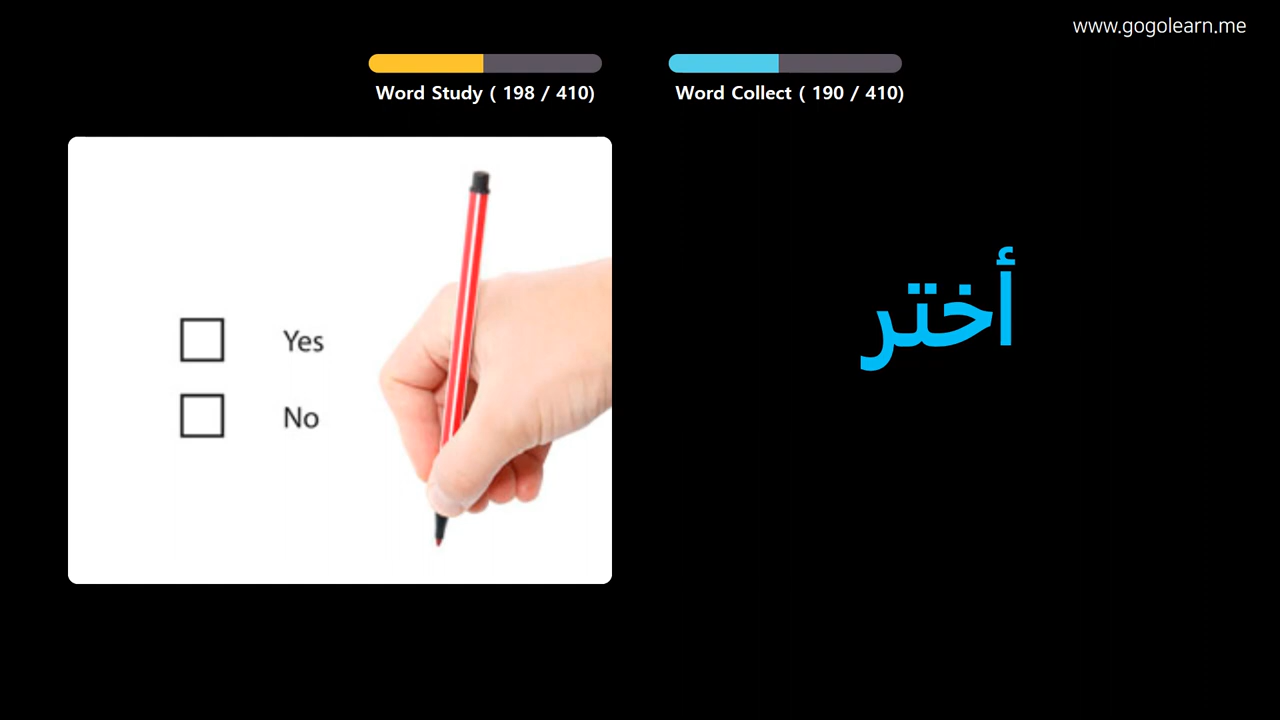 www.gogolearn.me
Word Study ( 198 / 410)
Word Collect ( 190 / 410)
Yes
No
أختر